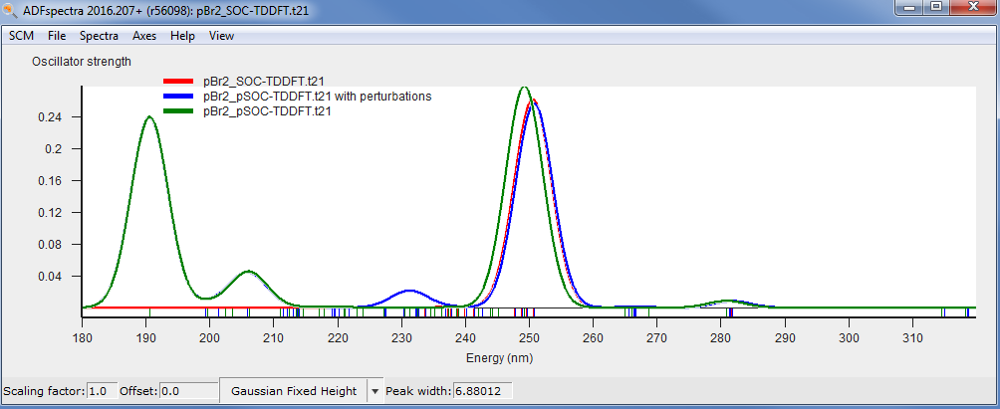 ADFspectra 2016.207+ (r56098): pBr2_SOC-TDDFT.t21
SCM File Spectra Axes Help View
Oscillator strength
pBr2_SOC-TDDFT.t21
pBr2_pSOC-TDDFT.t21 with perturbations
pBr2_pSOC-TDDFT.t21
0.24
0.2
0.16
0.12
0.08
0.04
180 190 200 210 220 230 240 250 260 270 280 290 300 310
Energy (nm)
Scaling factor: 1.0 Offset: 0.0 Gaussian Fixed Height Peak width: 6.88012